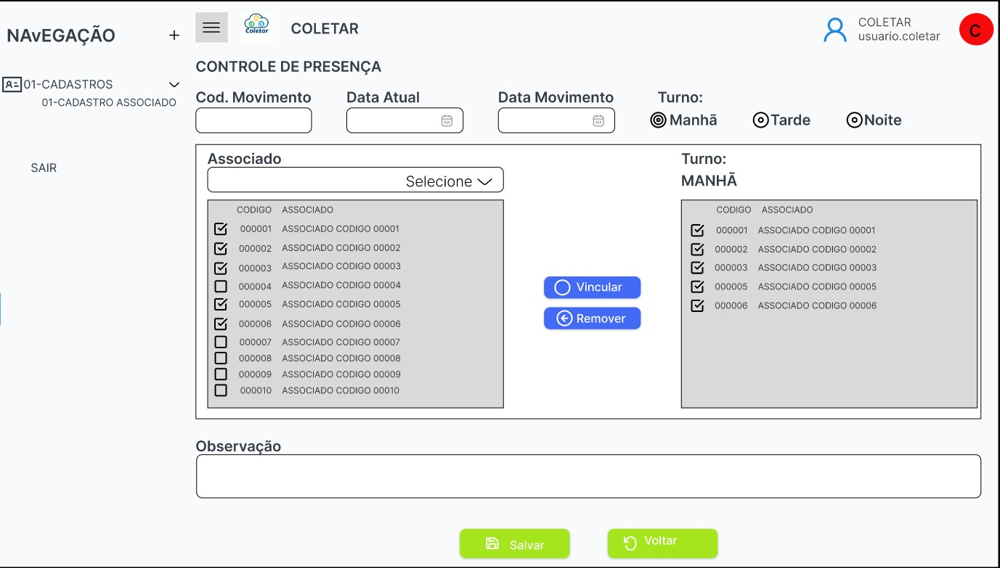 NAvEGAÇÃO +
Coletar
COLETAR
COLETAR
usuario.coletar
C
01-CADASTROS
01-CADASTRO ASSOCIADO
SAIR
CONTROLE DE PRESENÇA
Cod. Movimento Data Atual Data Movimento Turno:
Manhã Tarde Noite
Associado
Selecione
CODIGO ASSOCIADO
000001 ASSOCIADO CODIGO 00001
000002 ASSOCIADO CODIGO 00002
000003 ASSOCIADO CODIGO 00003
000004 ASSOCIADO CODIGO 00004
000005 ASSOCIADO CODIGO 00005
000006 ASSOCIADO CODIGO 00006
000007 ASSOCIADO CODIGO 00007
000008 ASSOCIADO CODIGO 00008
000009 ASSOCIADO CODIGO 00009
000010 ASSOCIADO CODIGO 00010
Vincular
Remover
Turno:
MANHÃ
CODIGO ASSOCIADO
000001 ASSOCIADO CODIGO 00001
000002 ASSOCIADO CODIGO 00002
000003 ASSOCIADO CODIGO 00003
000005 ASSOCIADO CODIGO 00005
000006 ASSOCIADO CODIGO 00006
Observação
Salvar Voltar